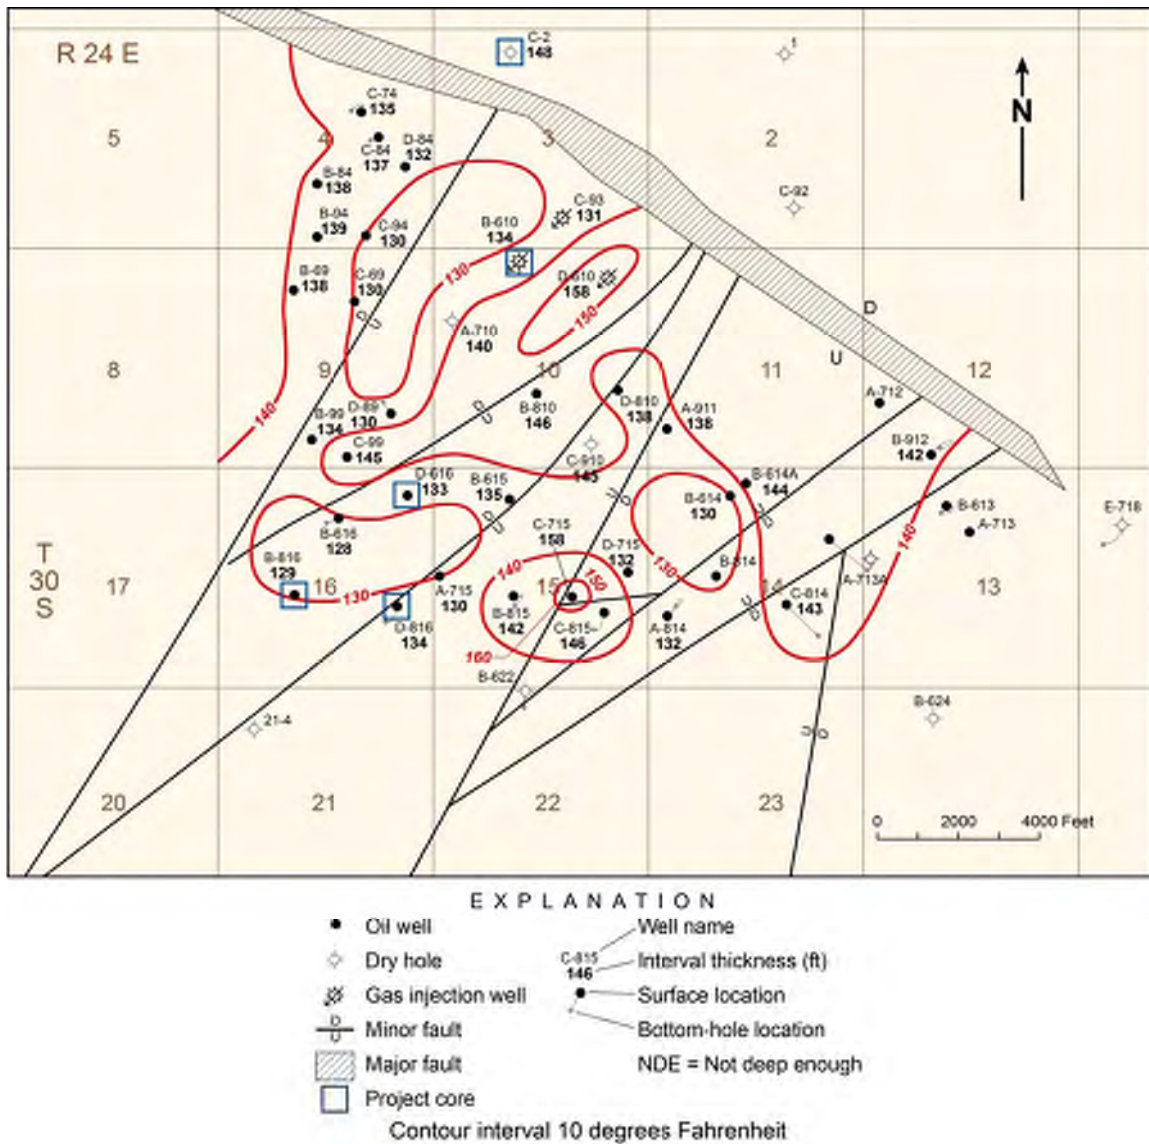 R 24 E
C-2
148
1
N
C-74
135
5
4
3
2
C-84
137
D-84
132
B-84
138
C-92
C-93
131
B-94
139
C-94
130
B-610
134
B-69
138
C-69
130
130
D-610
158
150
A-710
140
D
U
8
9
10
11
12
140
A-712
B-99
134
D-89
130
B-810
146
D-810
138
A-911
138
B-912
142
C-99
145
C-910
145
D-616
133
B-615
135
B-614A
144
B-614
130
B-613
A-713
E-718
B-616
128
C-715
158
140
T
30
S
17
B-816
129
16
130
A-715
130
140
15
150
D-715
132
130
B-814
14
A-713A
13
D-816
134
B-815
142
C-815
146
A-814
132
C-814
143
160
B-622
21-4
B-624
20
21
22
23
0 2000 4000 Feet
EXPLANATION
Oil well
Dry hole
Gas injection well
Minor fault
Major fault
Project core
C-815
146
Well name
Interval thickness (ft)
Surface location
Bottom-hole location
NDE = Not deep enough
Contour interval 10 degrees Fahrenheit